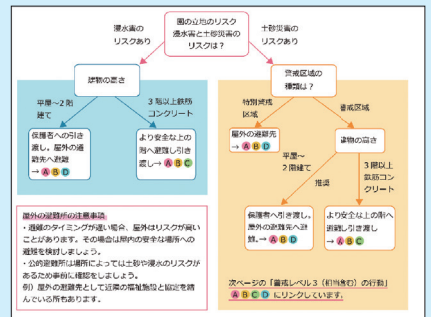 園の立地のリスク
浸水害と土砂災害の
リスクは？
浸水害の
リスクあり
土砂災害の
リスクあり
建物の高さ
平屋～2階
建て
3階以上鉄筋
コンクリート
保護者への引き
渡し。屋外の避
難先へ避難
→ A B D
より安全な上の
階へ避難し引き
渡し→ A B C
警戒区域の
種類は？
特別警戒
区域
警戒区域
屋外の避難先
→ A B D
建物の高さ
平屋～
2階建て
推奨
3階以上鉄
筋コンク
リート
保護者へ引き渡し。
屋外の避難先へ避
難。→ A B D
より安全な上の階へ
避難し引き渡し
→ A B C
屋外の避難所の注意事項
・避難のタイミングが遅い場合、屋外はリスクが高い
ことがあります。その場合は園内の安全な場所への避
難を検討しましょう。
・公的避難所は場所によっては土砂や浸水のリスクが
あるため事前に確認をしましょう。
例）屋外の避難先として近隣の福祉施設と協定を結
んでいる所もあります。
次ページの「警戒レベル3（相当含む）の行動」
A B C D にリンクしています。